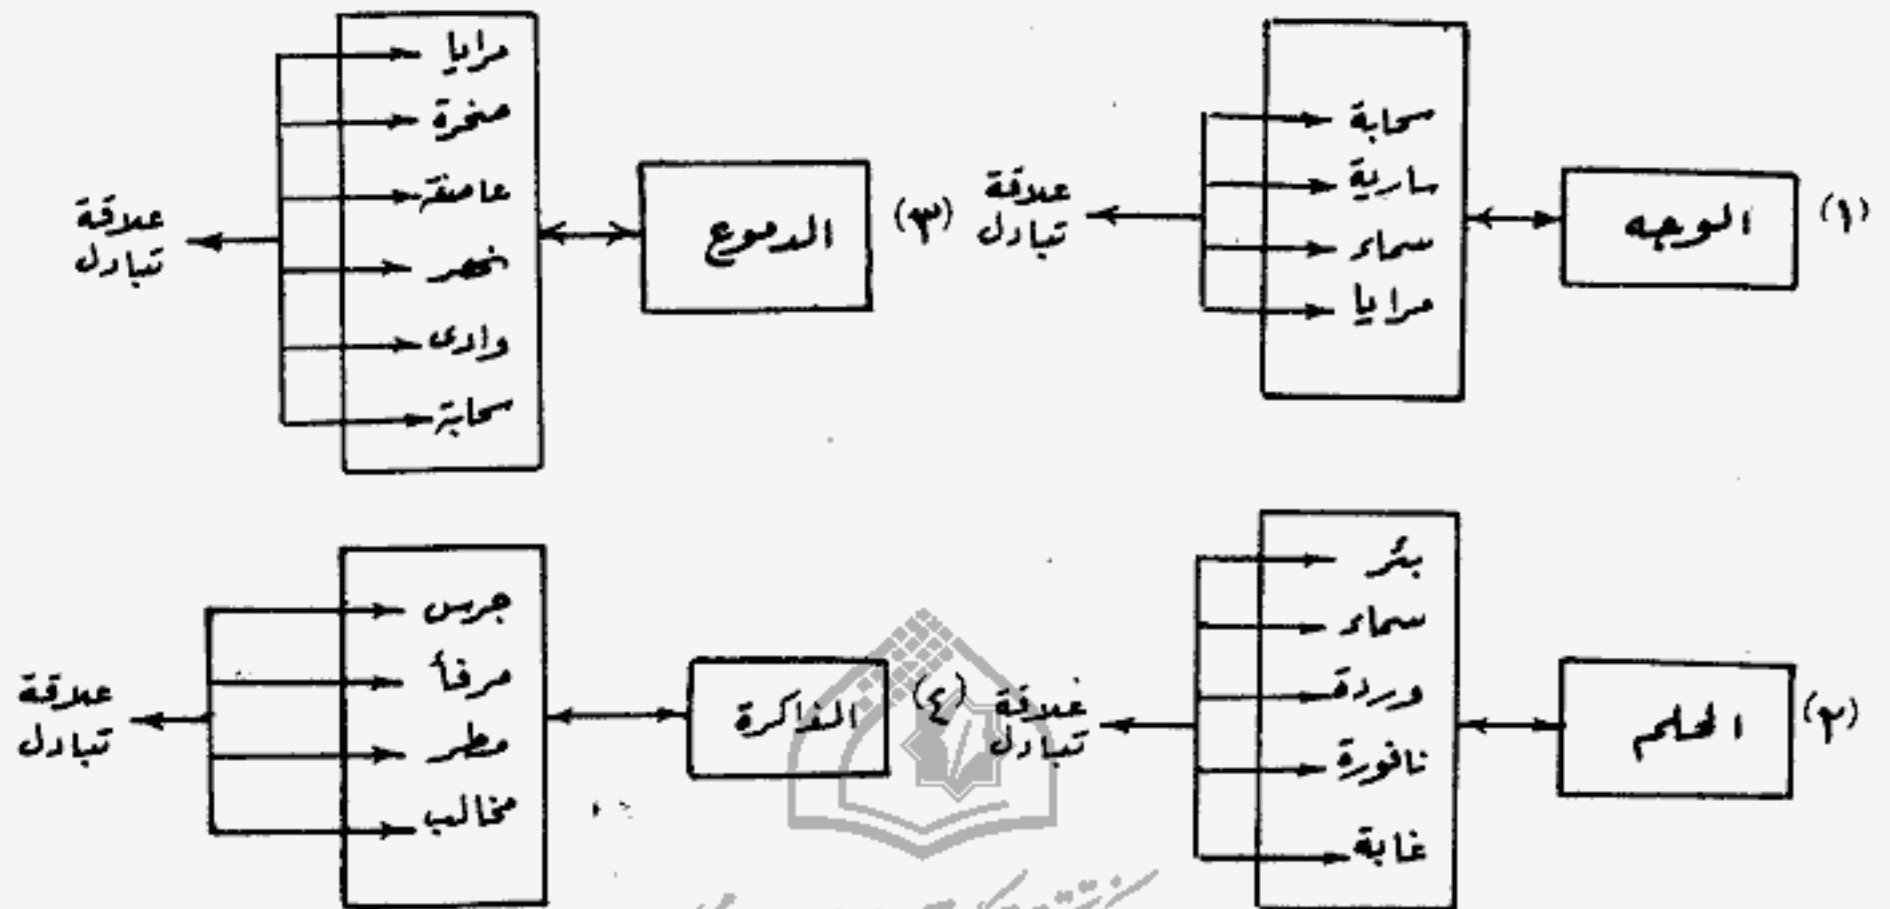 (١)
الوجه
سحابة
سارية
سماء
مرايا
علاقة
تبادل
(٢)
الحلم
بئر
سماء
وردة
نافورة
غابة
علاقة
تبادل
(٣)
الدموع
مرايا
صخرة
عاصفة
نهر
وادى
سحابة
علاقة
تبادل
(٤)
الذاكرة
جرس
مرفأ
مطر
مخالب
علاقة
تبادل